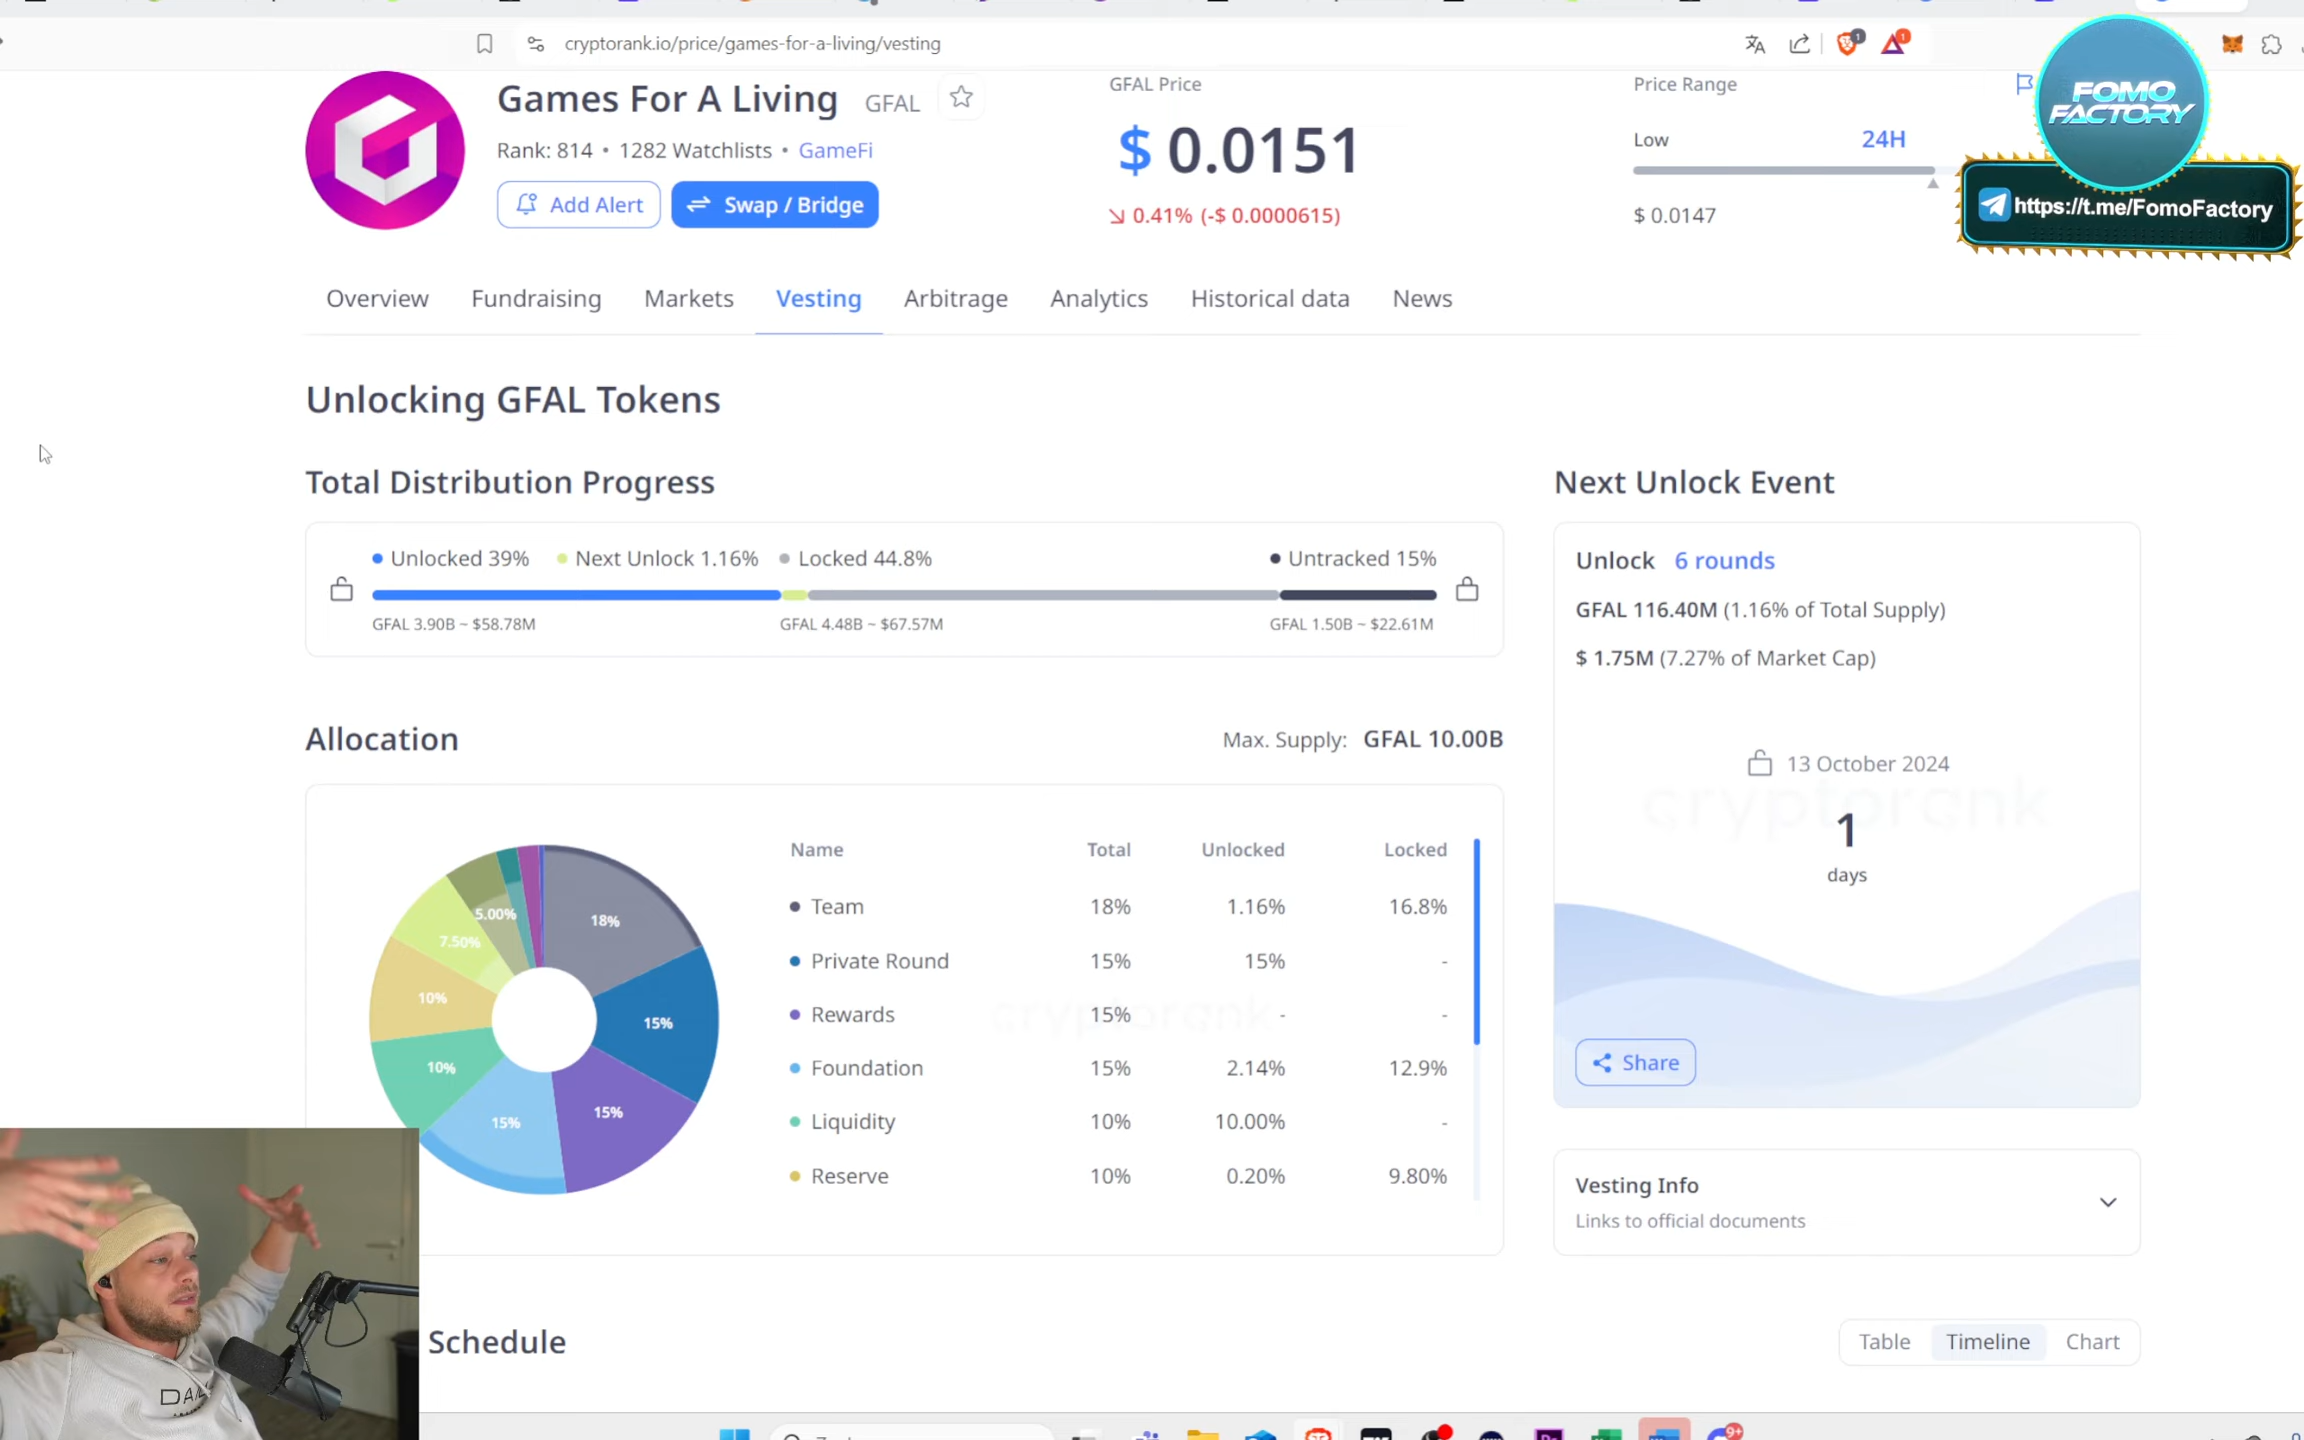 cryptorank.io/price/games-for-a-living/vesting
Games For A Living GFAL
Rank: 814 • 1282 Watchlists • GameFi
Add Alert
Swap / Bridge
GFAL Price
$ 0.0151
0.41% (-$ 0.0000615)
Price Range
Low 24H
$ 0.0147
FOMO
FACTORY
https://t.me/FomoFactory
Overview Fundraising Markets Vesting Arbitrage Analytics Historical data News
Unlocking GFAL Tokens
Total Distribution Progress
Unlocked 39% Next Unlock 1.16% Locked 44.8% Untracked 15%
GFAL 3.90B ~ $58.78M GFAL 4.48B ~ $67.57M GFAL 1.50B ~ $22.61M
Next Unlock Event
Unlock 6 rounds
GFAL 116.40M (1.16% of Total Supply)
$ 1.75M (7.27% of Market Cap)
13 October 2024
cryptorank
1
days
Share
Vesting Info
Links to official documents
Allocation
Max. Supply: GFAL 10.00B
18%
15%
15%
15%
10%
10%
7.50%
5.00%
Name Total Unlocked Locked
Team 18% 1.16% 16.8%
Private Round 15% 15% -
Rewards 15% - -
cryptorank
Foundation 15% 2.14% 12.9%
Liquidity 10% 10.00% -
Reserve 10% 0.20% 9.80%
Schedule
Table Timeline Chart
9+